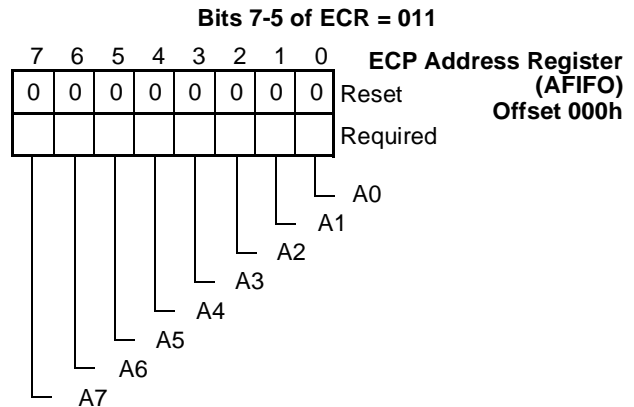 Bits 7-5 of ECR = 011
7 6 5 4 3 2 1 0
ECP Address Register
(AFIFO)
Offset 000h
0 0 0 0 0 0 0 0 Reset
Required
A0
A1
A2
A3
A4
A5
A6
A7